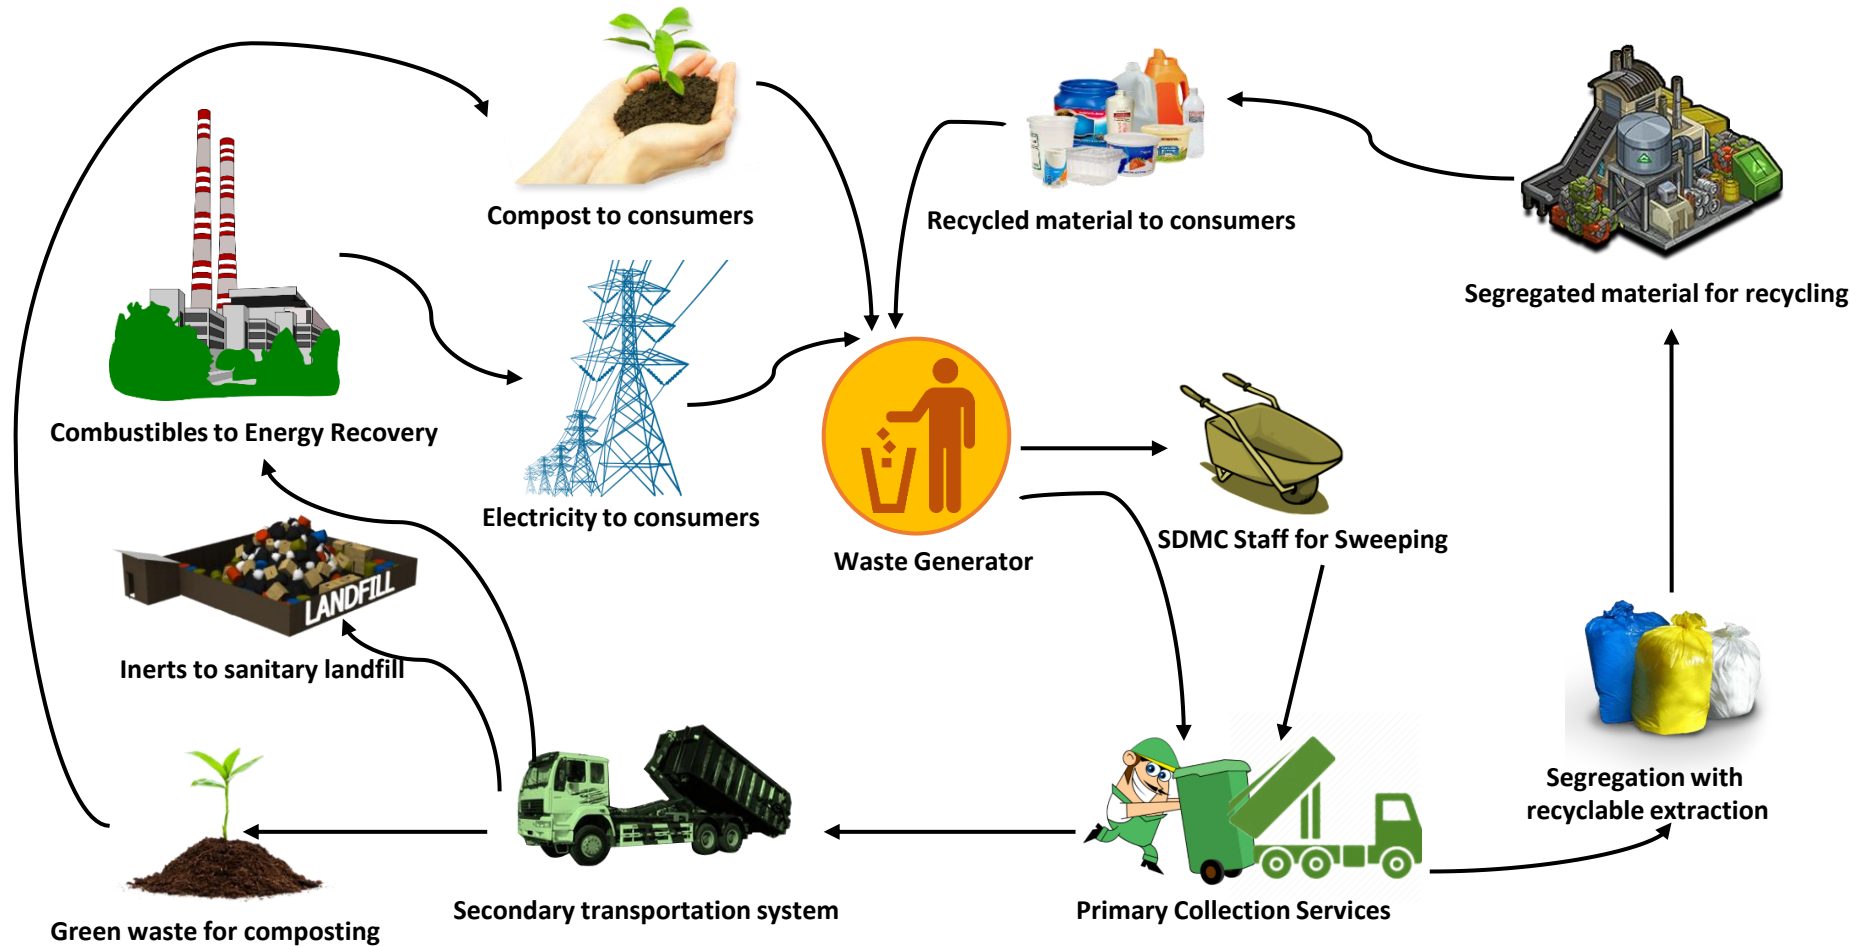 Compost to consumers
Recycled material to consumers
Segregated material for recycling
Combustibles to Energy Recovery
Electricity to consumers
Waste Generator
SDMC Staff for Sweeping
LANDFILL
Inerts to sanitary landfill
Segregation with
recyclable extraction
Secondary transportation system
Primary Collection Services
Green waste for composting